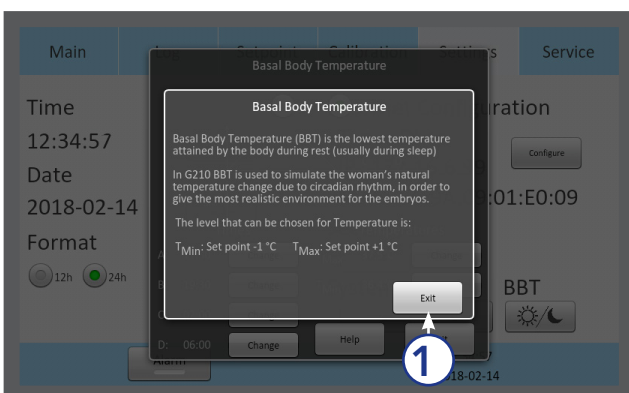 Main
Settings
Service
Basal Body Temperature
Basal Body Temperature
Basal Body Temperature (BBT) is the lowest temperature
attained by the body during rest (usually during sleep)
In G210 BBT is used to simulate the woman's natural
temperature change due to circadian rhythm, in order to
give the most realistic environment for the embryos.
The level that can be chosen for Temperature is:
TMin: Set point -1 °C TMax: Set point +1 °C
Exit
Time
12:34:57
Configure
Date
2018-02-14
:01:E0:09
Format
12h 24h
BBT
D: 06:00 Change Help
1
Alarm
2018-02-14